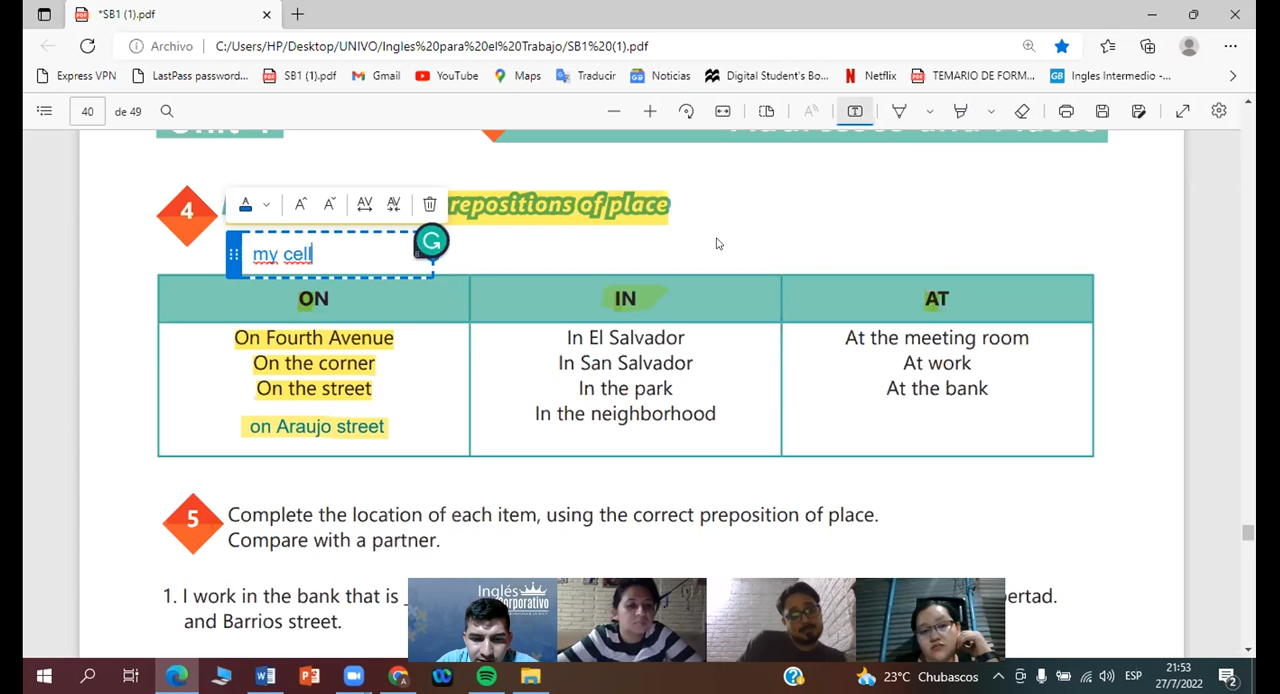 *SB1 (1).pdf
Archivo
C:/Users/HP/Desktop/UNIVO/Ingles%20para%20el%20Trabajo/SB1%20(1).pdf
Express VPN
LastPass password...
SB1 (1).pdf
Gmail
YouTube
Maps
Traducir
Noticias
Digital Student's Bo...
Netflix
TEMARIO DE FORM...
Ingles Intermedio -...
40
de 49
4
repositions of place
my cell
ON
IN
AT
On Fourth Avenue
On the corner
On the street
on Araujo street
In El Salvador
In San Salvador
In the park
In the neighborhood
At the meeting room
At work
At the bank
5
Complete the location of each item, using the correct preposition of place.
Compare with a partner.
1. I work in the bank that is
and Barrios street.
Inglés
23°C Chubascos
ESP
21:53
27/7/2022
2